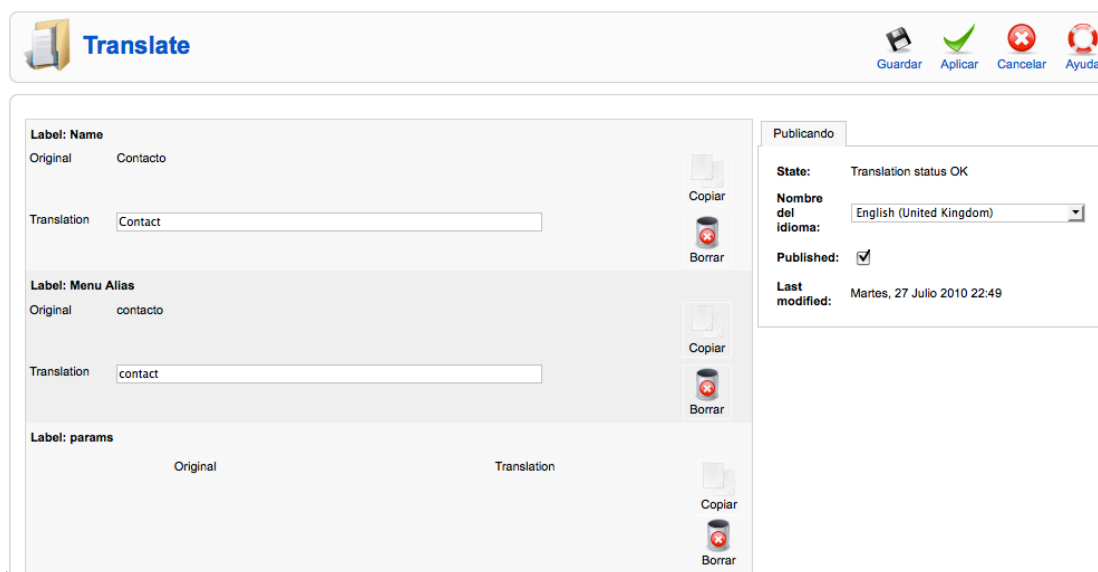 Translate
Guardar Aplicar Cancelar Ayuda
Label: Name
Original Contacto
Copiar
Translation Contact
Borrar
Label: Menu Alias
Original contacto
Copiar
Translation contact
Borrar
Label: params
Original Translation
Copiar
Borrar
Publicando
State: Translation status OK
Nombre
del
idioma:
English (United Kingdom)
Published:
Last
modified:
Martes, 27 Julio 2010 22:49